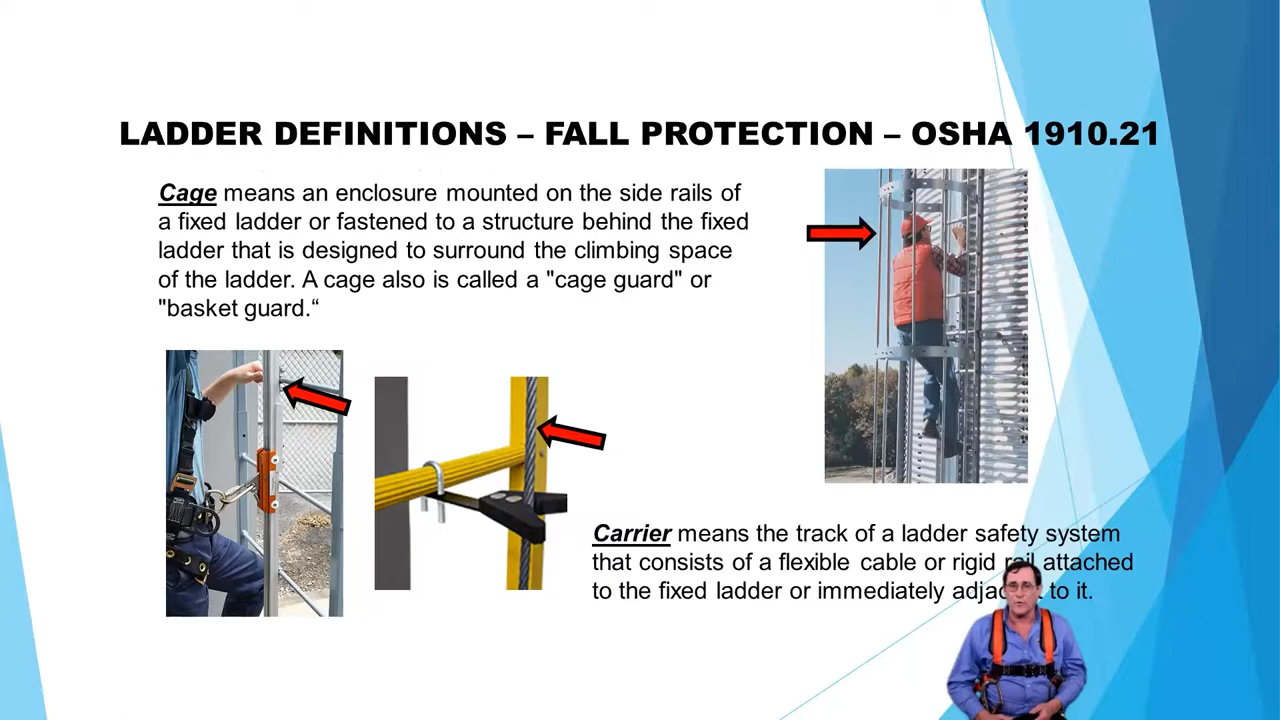 LADDER DEFINITIONS – FALL PROTECTION – OSHA 1910.21
Cage means an enclosure mounted on the side rails of
a fixed ladder or fastened to a structure behind the fixed
ladder that is designed to surround the climbing space
of the ladder. A cage also is called a "cage guard" or
"basket guard.“
Carrier means the track of a ladder safety system
that consists of a flexible cable or rigid rail attached
to the fixed ladder or immediately to it.